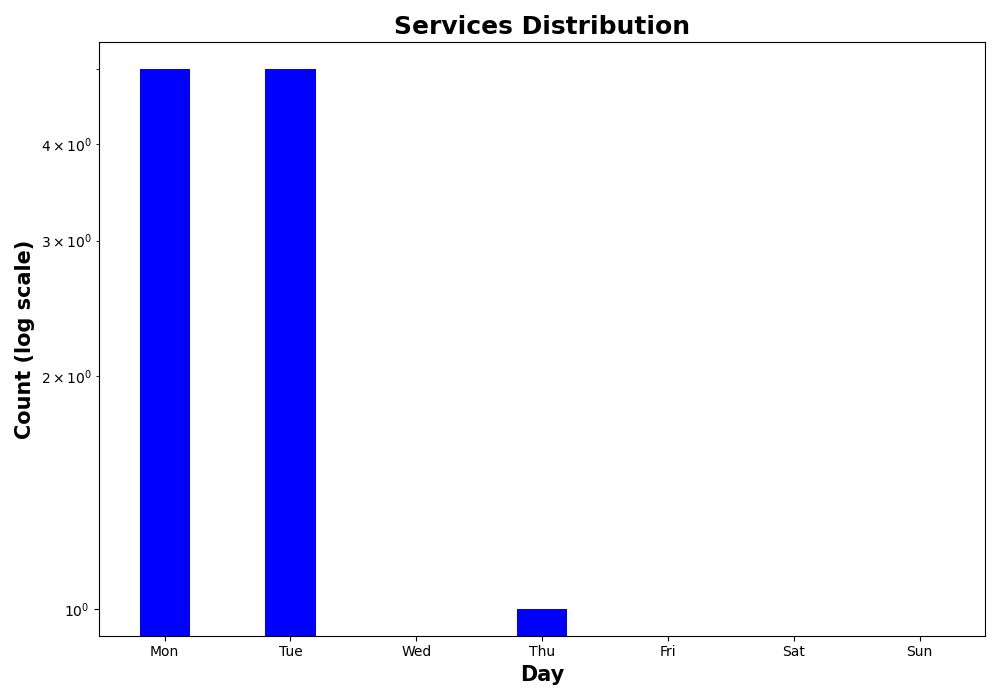 Services Distribution
Count (log scale)
4 × 10⁰
3 × 10⁰
2 × 10⁰
10⁰
Mon Tue Wed Thu Fri Sat Sun
Day